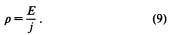 ρ = E/j. (9)